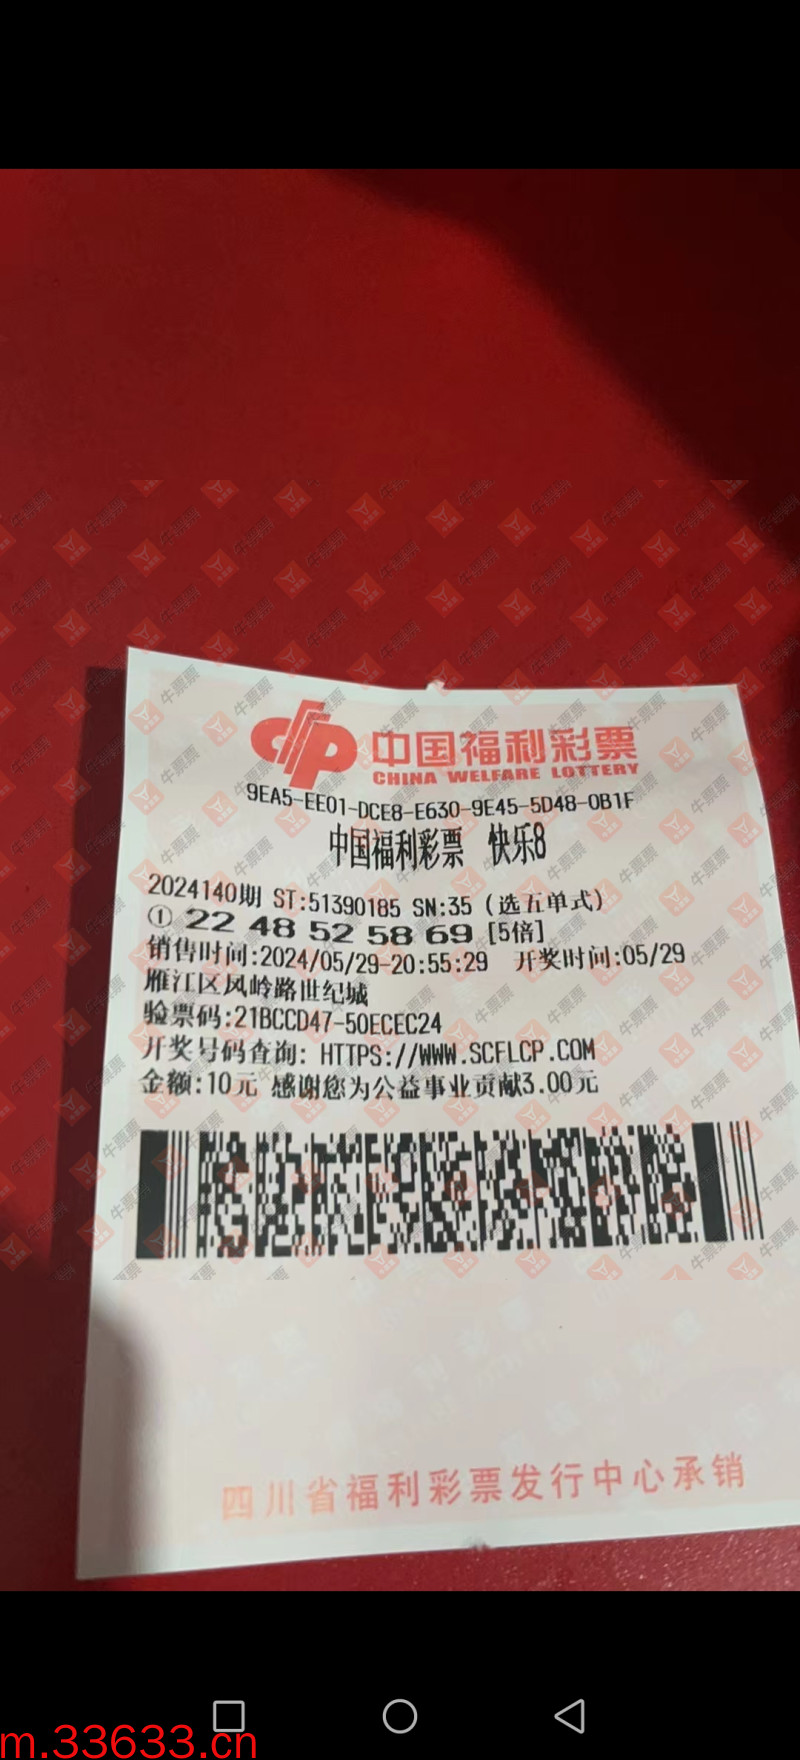 中国福利彩票
CHINA WELFARE LOTTERY
9EA5-EE01-DCE8-E630-9E45-5D48-0B1F
中国福利彩票 快乐8
2024140期 ST:51390185 SN:35 (选五单式)
① 22 48 52 58 69 [5倍]
销售时间:2024/05/29-20:55:29 开奖时间:05/29
雁江区凤岭路世纪城
验票码:21BCCD47-50ECEC24
开奖号码查询: HTTPS://WWW.SCFLCP.COM
金额:10元 感谢您为公益事业贡献3.00元
四川省福利彩票发行中心承销
牛票票
m.33633.cn